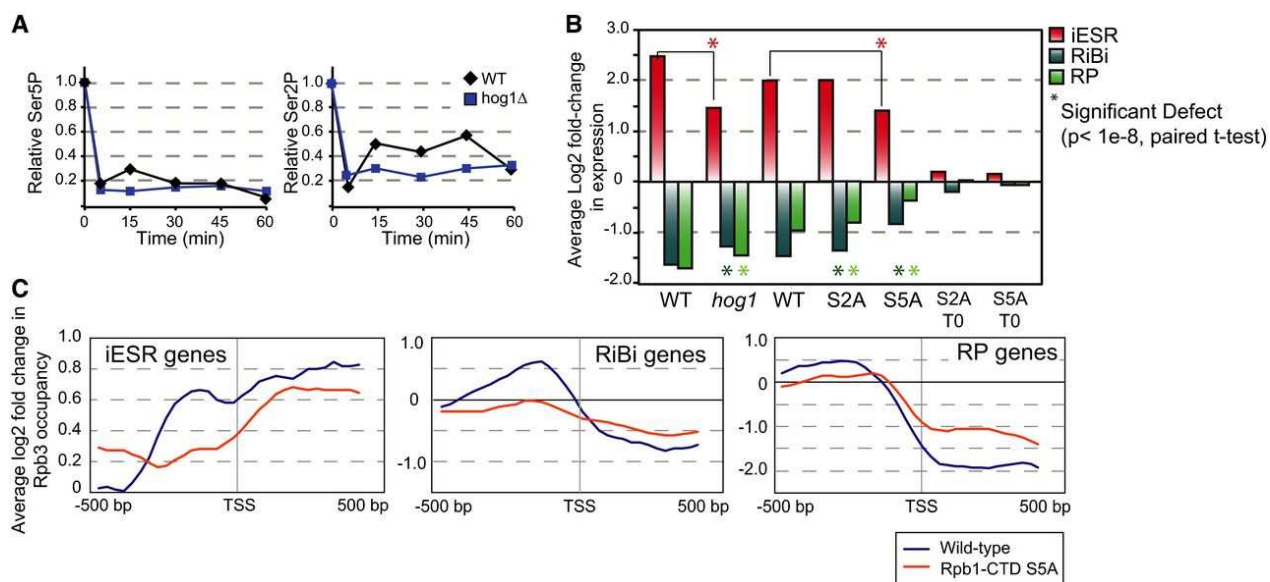 A
Relative Ser5P
1.0
0.8
0.6
0.4
0.2
0 15 30 45 60
Time (min)
Relative Ser2P
1.0
0.8
0.6
0.4
0.2
0 15 30 45 60
Time (min)
WT
hog1Δ
B
Average Log2 fold-change
in expression
3.0
2.0
1.0
0
-1.0
-2.0
*
*
* *
* *
* *
WT hog1 WT S2A S5A S2A T0 S5A T0
iESR
RiBi
RP
* Significant Defect
(p< 1e-8, paired t-test)
C
Average log2 fold change in
Rpb3 occupancy
iESR genes
1.0
0.8
0.6
0.4
0.2
0
-500 bp TSS 500 bp
RiBi genes
1.0
0
-1.0
-500 bp TSS 500 bp
RP genes
1.0
0
-1.0
-2.0
-500 bp TSS 500 bp
Wild-type
Rpb1-CTD S5A